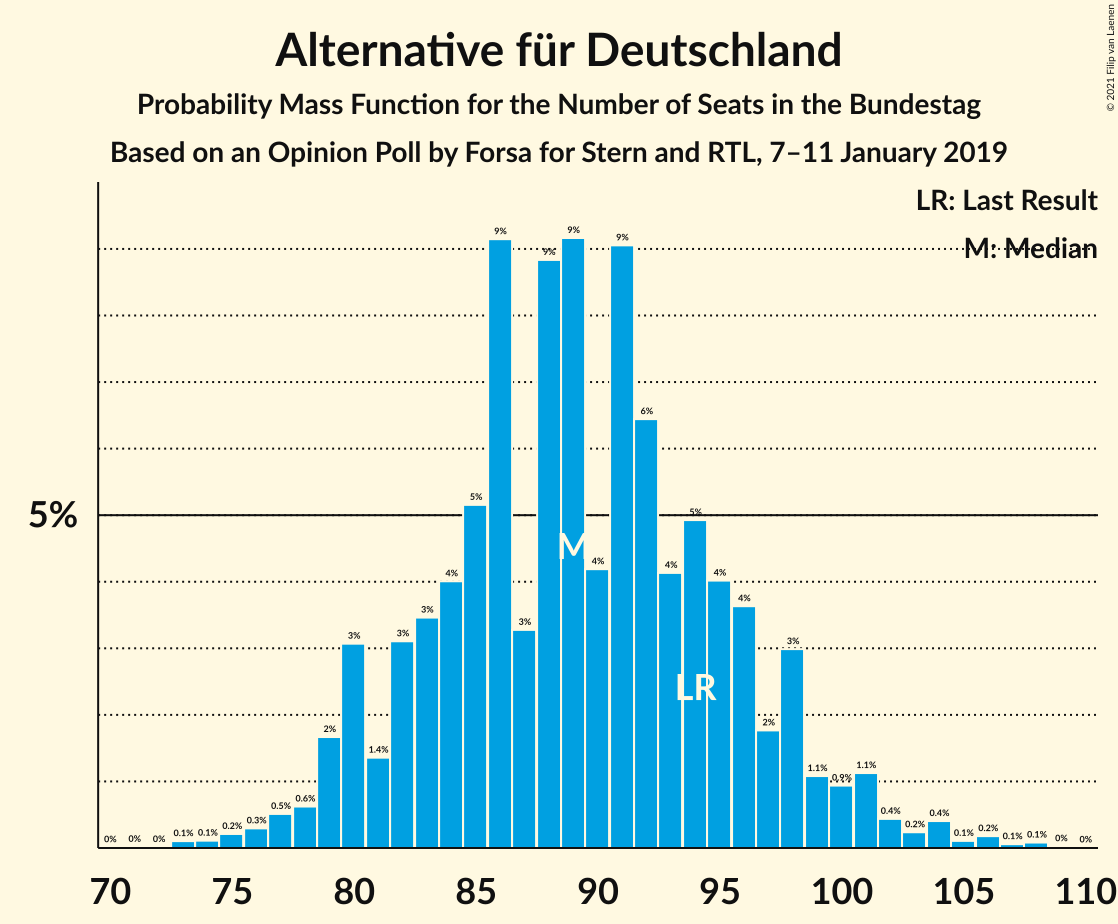 Alternative für Deutschland
Probability Mass Function for the Number of Seats in the Bundestag
Based on an Opinion Poll by Forsa for Stern and RTL, 7–11 January 2019
© 2021 Filip van Laenen
LR: Last Result
M: Median
5%
0% 0% 0% 0.1% 0.1% 0.2% 0.3% 0.5% 0.6% 2% 3% 1.4% 3% 3% 4% 5% 9% 3% 9% 9% 4% 9% 6% 4% 5% 4% 4% 2% 3% 1.1% 0.9% 1.1% 0.4% 0.2% 0.4% 0.1% 0.2% 0.1% 0.1% 0% 0%
M
LR
70 75 80 85 90 95 100 105 110